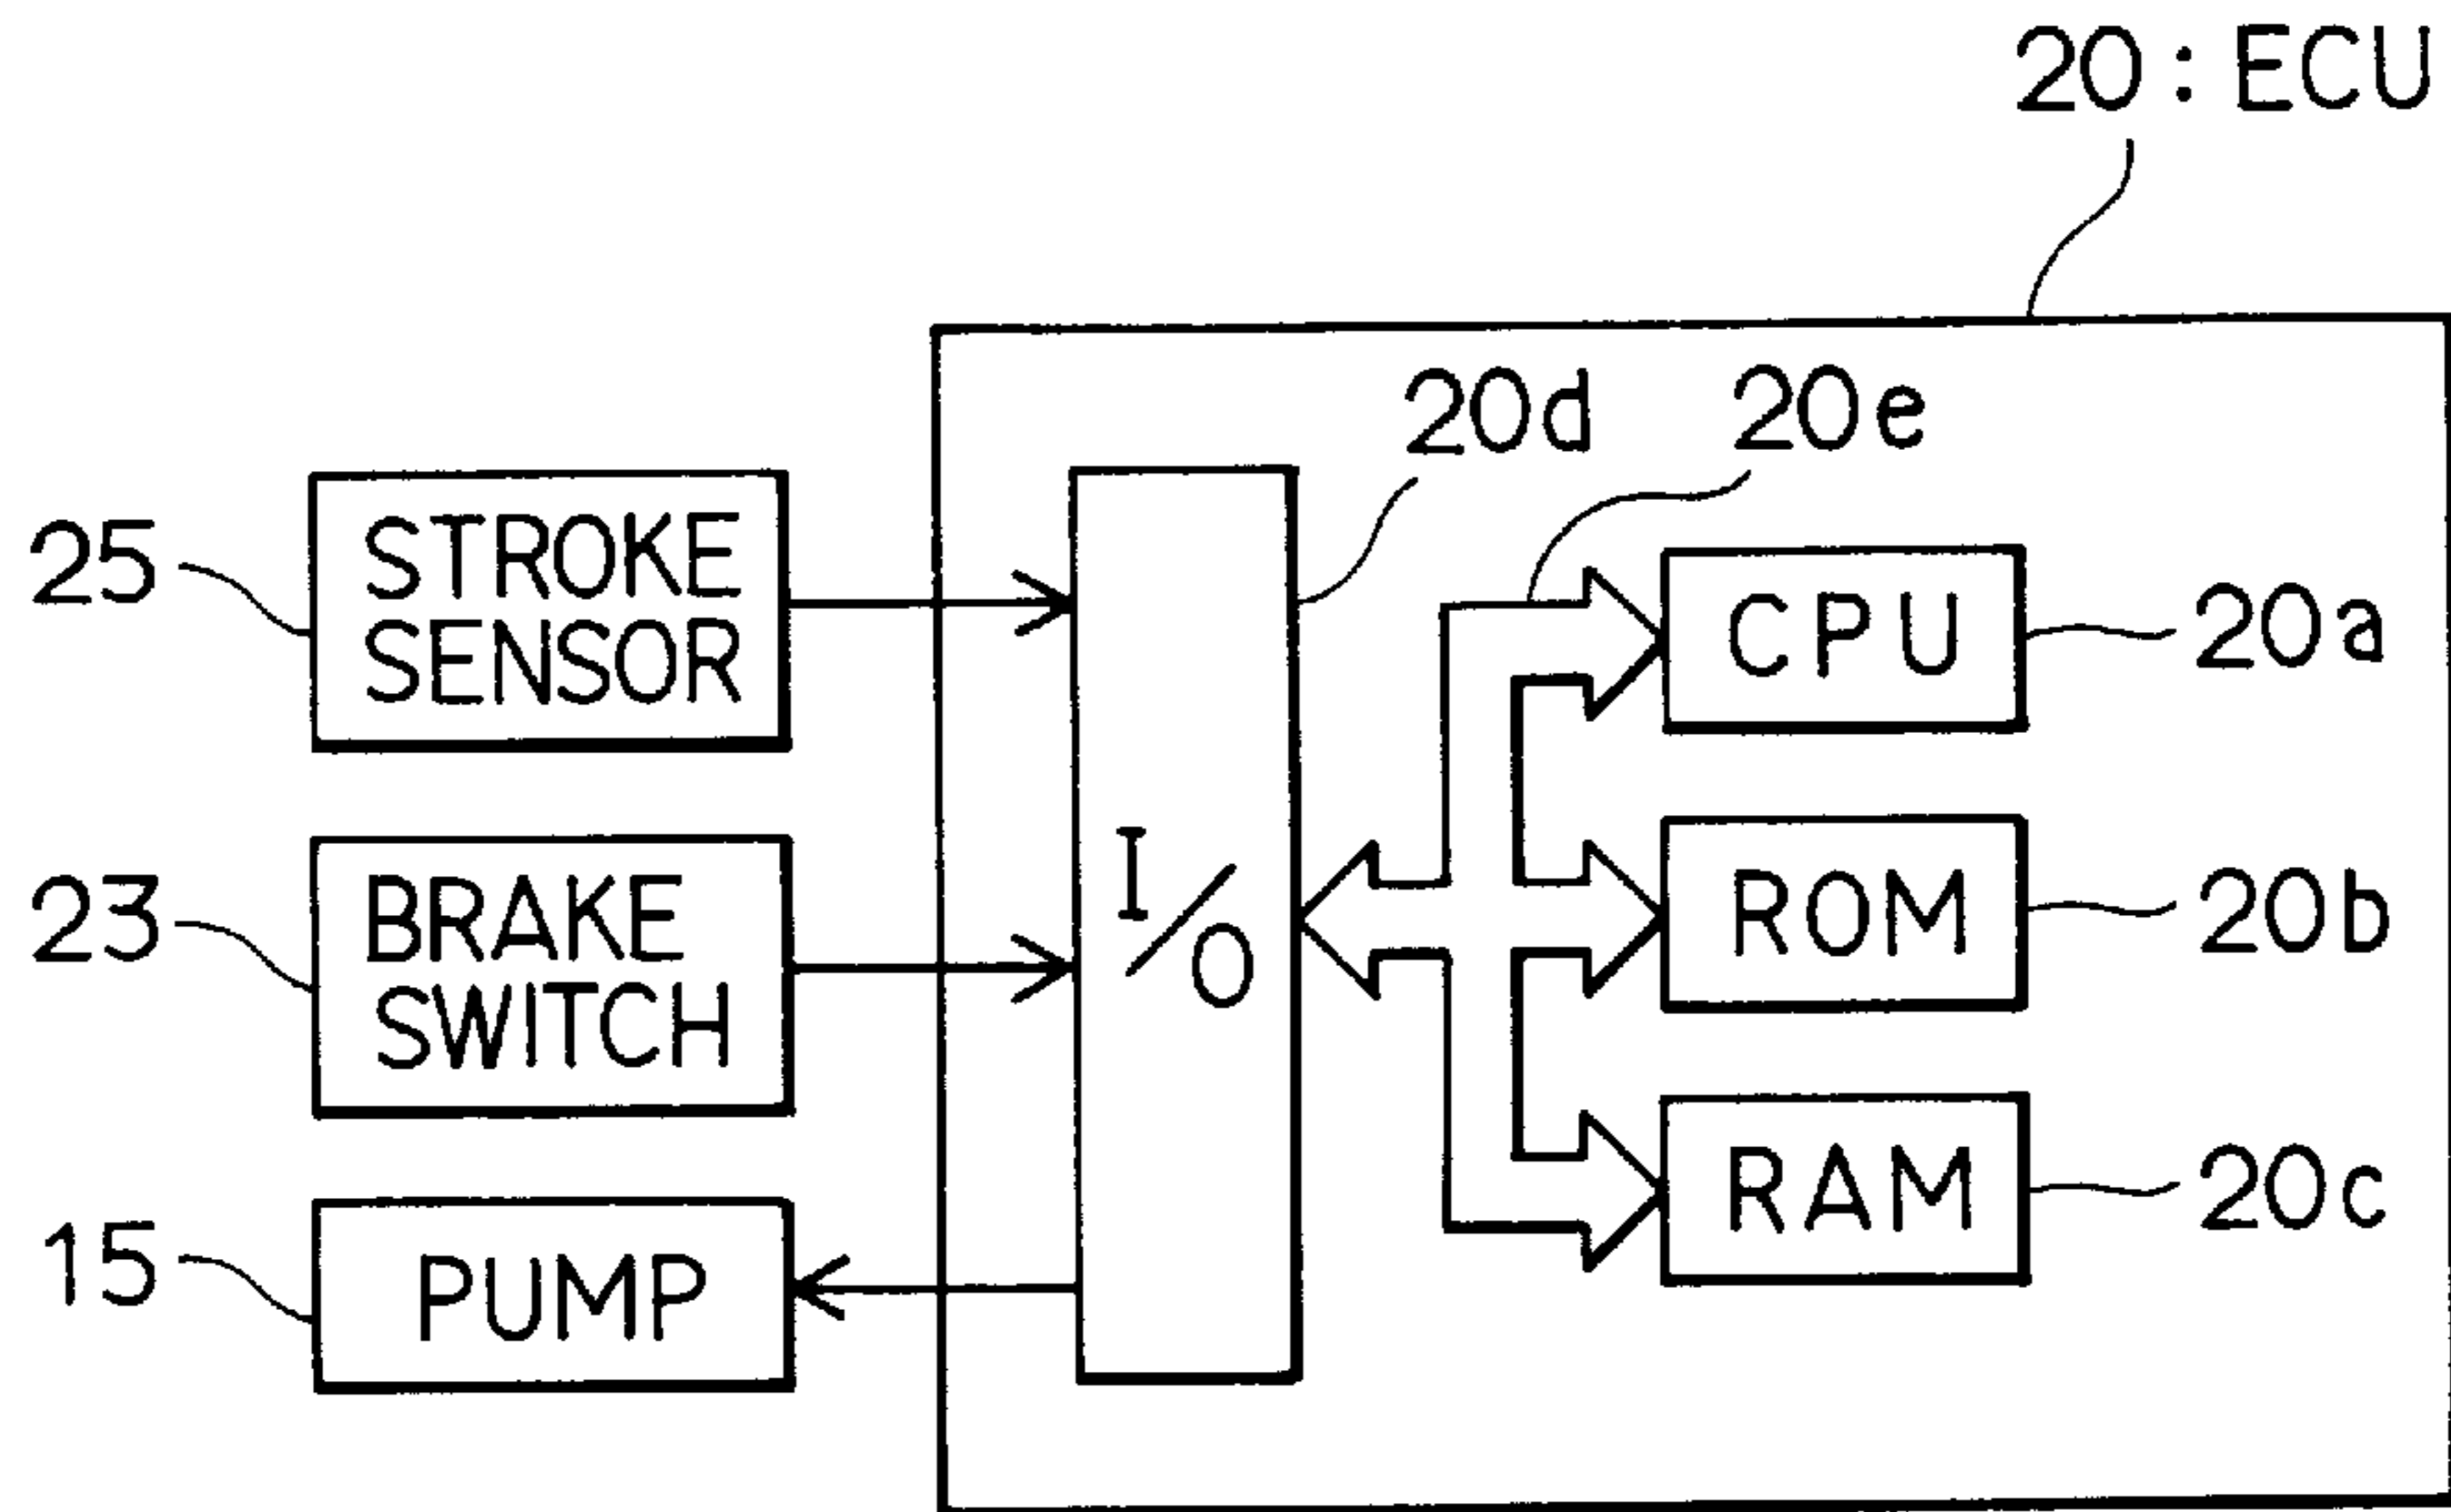 20 : ECU
20d
20e
25
STROKE
SENSOR
CPU
20a
23
BRAKE
SWITCH
I/O
ROM
20b
15
PUMP
RAM
20c